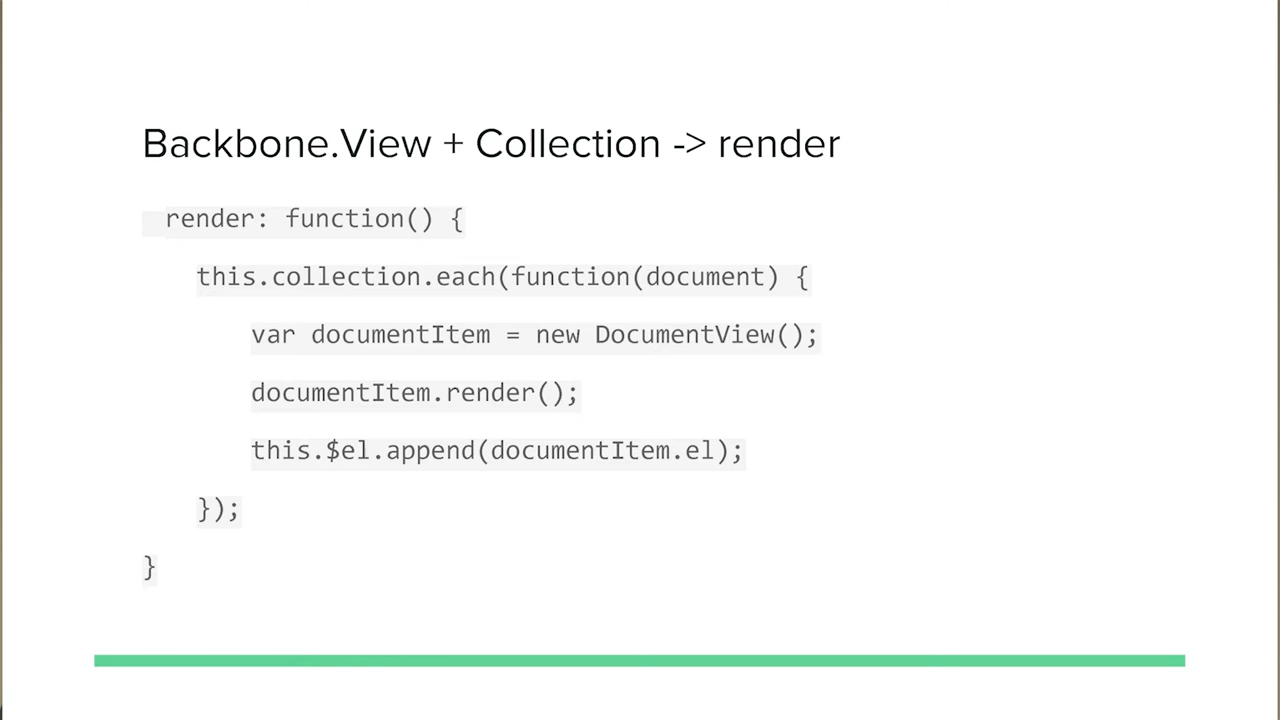 Backbone.View + Collection -> render
render: function() {
this.collection.each(function(document) {
var documentItem = new DocumentView();
documentItem.render();
this.$el.append(documentItem.el);
});
}